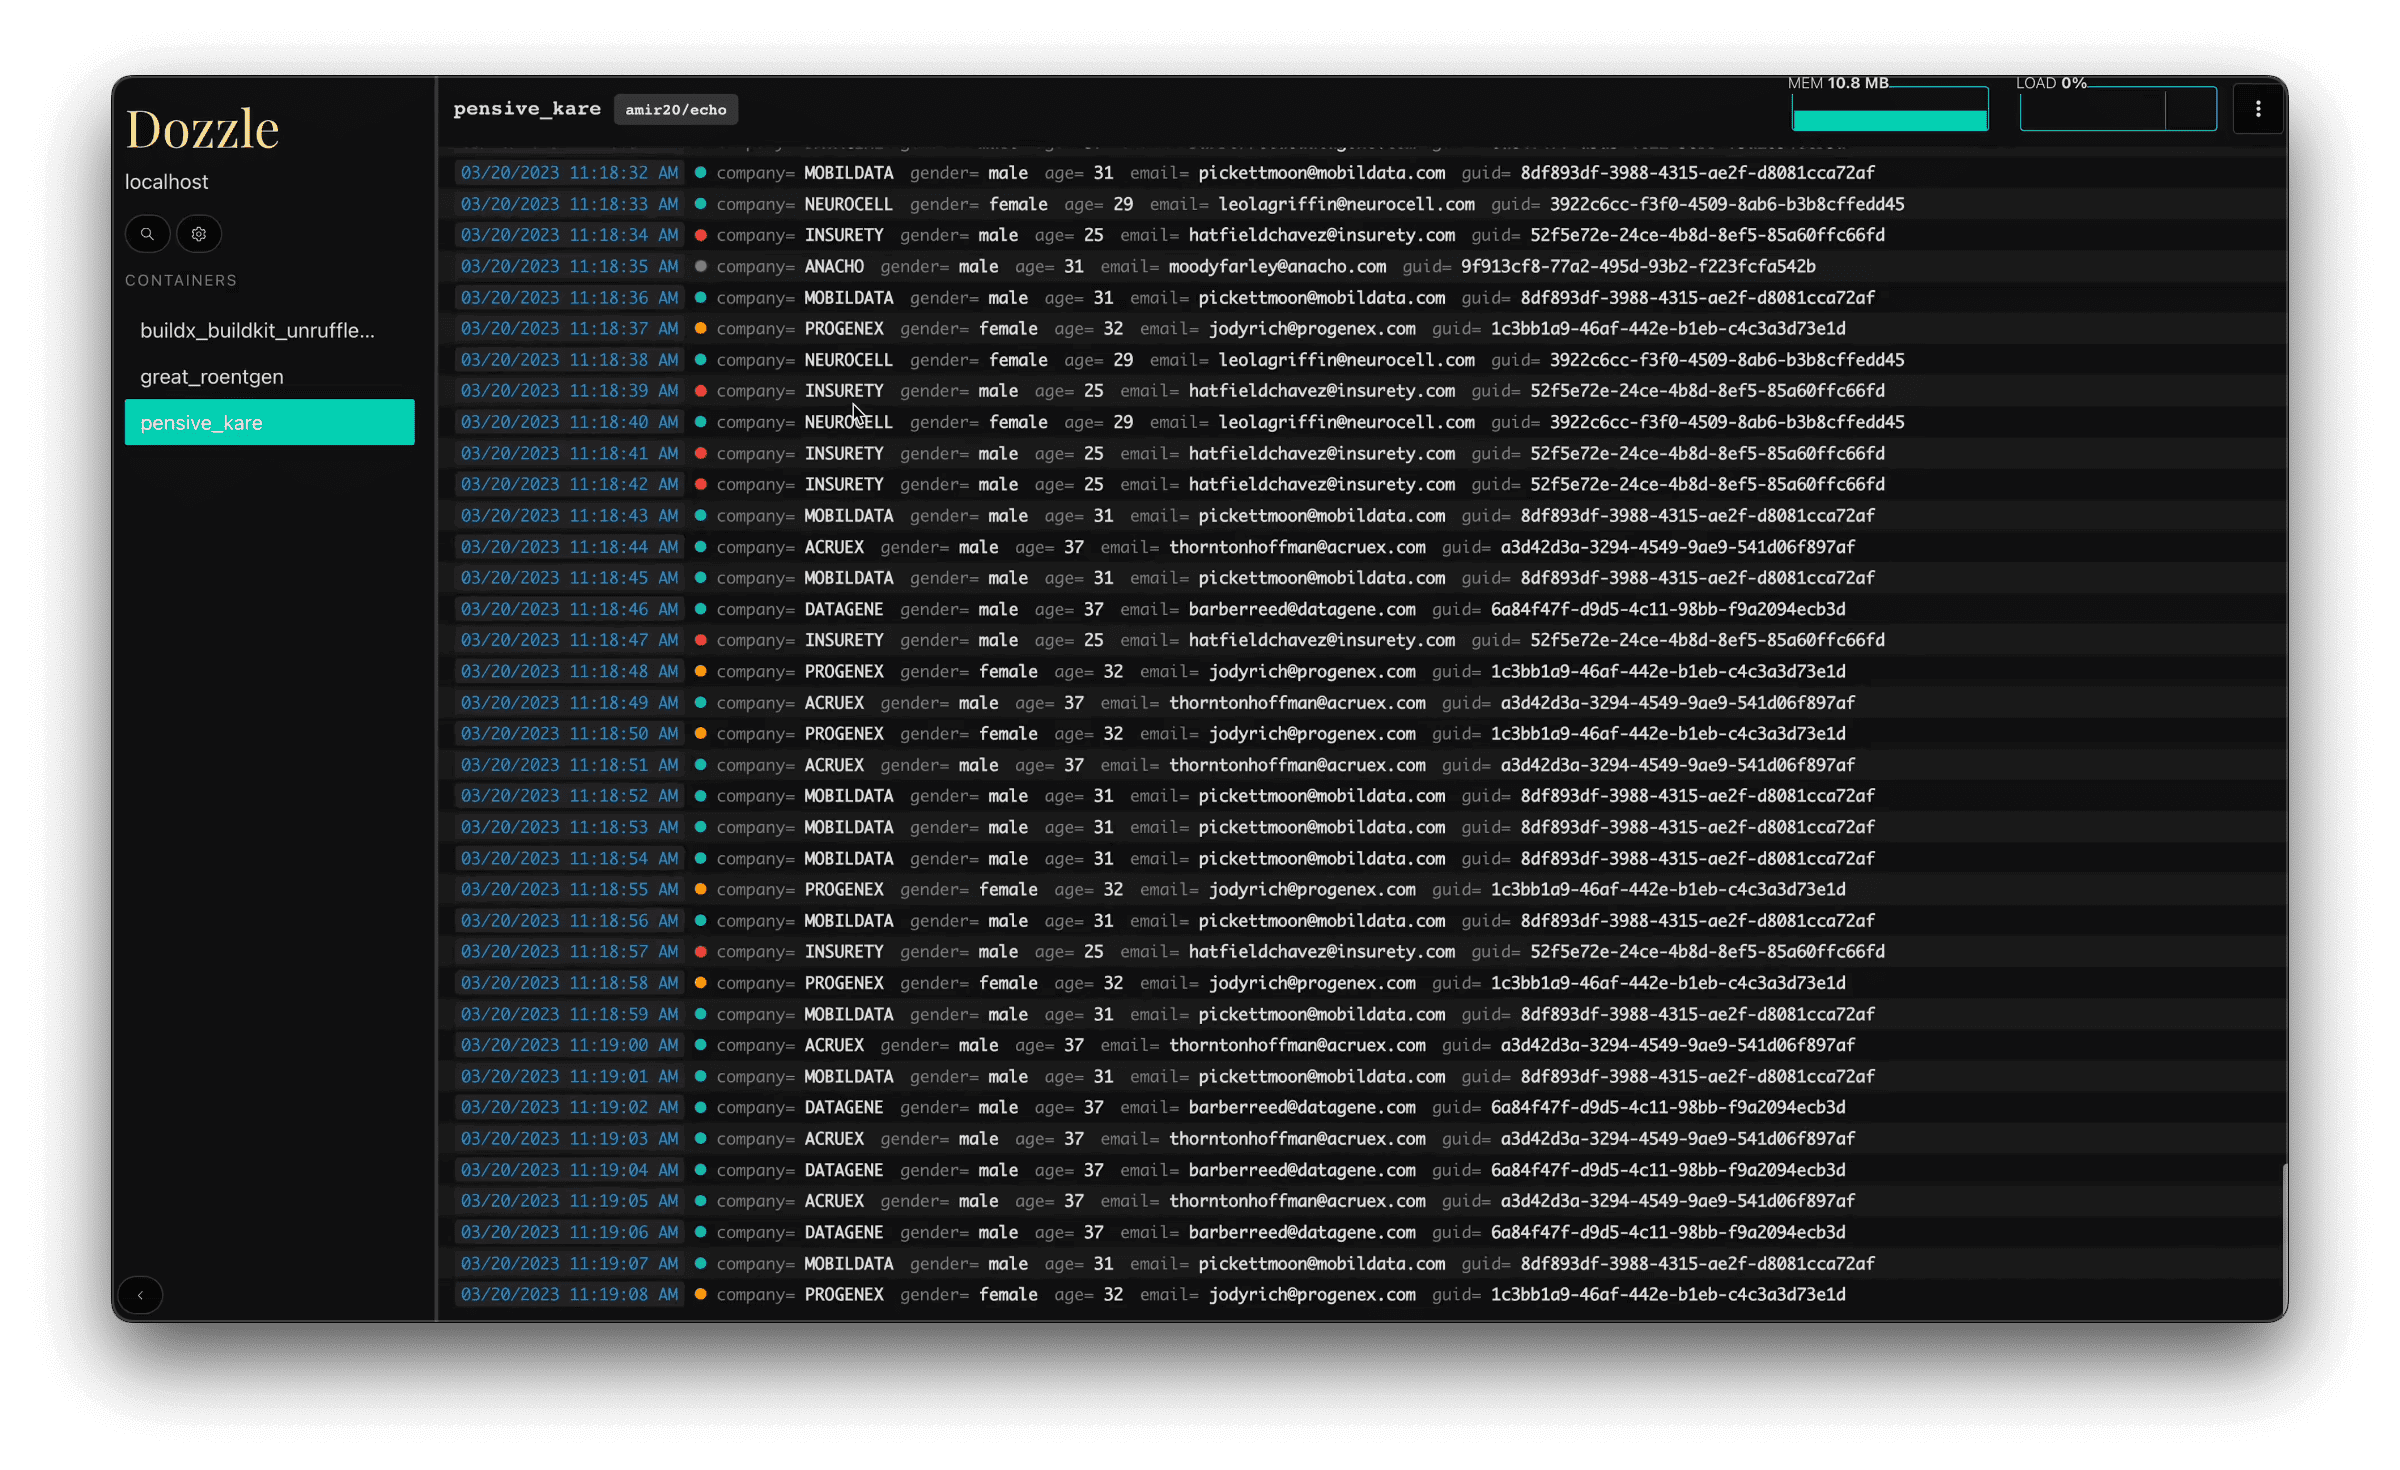 Dozzle
localhost
CONTAINERS
buildx_buildkit_unruffle...
great_roentgen
pensive_kare
pensive_kare amir20/echo MEM 10.8 MB LOAD 0%
03/20/2023 11:18:32 AM company= MOBILDATA gender= male age= 31 email= pickettmoon@mobildata.com guid= 8df893df-3988-4315-ae2f-d8081cca72af
03/20/2023 11:18:33 AM company= NEUROCELL gender= female age= 29 email= leolagriffin@neurocell.com guid= 3922c6cc-f3f0-4509-8ab6-b3b8cffedd45
03/20/2023 11:18:34 AM company= INSURETY gender= male age= 25 email= hatfieldchavez@insurety.com guid= 52f5e72e-24ce-4b8d-8ef5-85a60ffc66fd
03/20/2023 11:18:35 AM company= ANACHO gender= male age= 31 email= moodyfarley@anacho.com guid= 9f913cf8-77a2-495d-93b2-f223fcfa542b
03/20/2023 11:18:36 AM company= MOBILDATA gender= male age= 31 email= pickettmoon@mobildata.com guid= 8df893df-3988-4315-ae2f-d8081cca72af
03/20/2023 11:18:37 AM company= PROGENEX gender= female age= 32 email= jodyrich@progenex.com guid= 1c3bb1a9-46af-442e-b1eb-c4c3a3d73e1d
03/20/2023 11:18:38 AM company= NEUROCELL gender= female age= 29 email= leolagriffin@neurocell.com guid= 3922c6cc-f3f0-4509-8ab6-b3b8cffedd45
03/20/2023 11:18:39 AM company= INSURETY gender= male age= 25 email= hatfieldchavez@insurety.com guid= 52f5e72e-24ce-4b8d-8ef5-85a60ffc66fd
03/20/2023 11:18:40 AM company= NEUROCELL gender= female age= 29 email= leolagriffin@neurocell.com guid= 3922c6cc-f3f0-4509-8ab6-b3b8cffedd45
03/20/2023 11:18:41 AM company= INSURETY gender= male age= 25 email= hatfieldchavez@insurety.com guid= 52f5e72e-24ce-4b8d-8ef5-85a60ffc66fd
03/20/2023 11:18:42 AM company= INSURETY gender= male age= 25 email= hatfieldchavez@insurety.com guid= 52f5e72e-24ce-4b8d-8ef5-85a60ffc66fd
03/20/2023 11:18:43 AM company= MOBILDATA gender= male age= 31 email= pickettmoon@mobildata.com guid= 8df893df-3988-4315-ae2f-d8081cca72af
03/20/2023 11:18:44 AM company= ACRUEX gender= male age= 37 email= thorntonhoffman@acruex.com guid= a3d42d3a-3294-4549-9ae9-541d06f897af
03/20/2023 11:18:45 AM company= MOBILDATA gender= male age= 31 email= pickettmoon@mobildata.com guid= 8df893df-3988-4315-ae2f-d8081cca72af
03/20/2023 11:18:46 AM company= DATAGENE gender= male age= 37 email= barberreed@datagene.com guid= 6a84f47f-d9d5-4c11-98bb-f9a2094ecb3d
03/20/2023 11:18:47 AM company= INSURETY gender= male age= 25 email= hatfieldchavez@insurety.com guid= 52f5e72e-24ce-4b8d-8ef5-85a60ffc66fd
03/20/2023 11:18:48 AM company= PROGENEX gender= female age= 32 email= jodyrich@progenex.com guid= 1c3bb1a9-46af-442e-b1eb-c4c3a3d73e1d
03/20/2023 11:18:49 AM company= ACRUEX gender= male age= 37 email= thorntonhoffman@acruex.com guid= a3d42d3a-3294-4549-9ae9-541d06f897af
03/20/2023 11:18:50 AM company= PROGENEX gender= female age= 32 email= jodyrich@progenex.com guid= 1c3bb1a9-46af-442e-b1eb-c4c3a3d73e1d
03/20/2023 11:18:51 AM company= ACRUEX gender= male age= 37 email= thorntonhoffman@acruex.com guid= a3d42d3a-3294-4549-9ae9-541d06f897af
03/20/2023 11:18:52 AM company= MOBILDATA gender= male age= 31 email= pickettmoon@mobildata.com guid= 8df893df-3988-4315-ae2f-d8081cca72af
03/20/2023 11:18:53 AM company= MOBILDATA gender= male age= 31 email= pickettmoon@mobildata.com guid= 8df893df-3988-4315-ae2f-d8081cca72af
03/20/2023 11:18:54 AM company= MOBILDATA gender= male age= 31 email= pickettmoon@mobildata.com guid= 8df893df-3988-4315-ae2f-d8081cca72af
03/20/2023 11:18:55 AM company= PROGENEX gender= female age= 32 email= jodyrich@progenex.com guid= 1c3bb1a9-46af-442e-b1eb-c4c3a3d73e1d
03/20/2023 11:18:56 AM company= MOBILDATA gender= male age= 31 email= pickettmoon@mobildata.com guid= 8df893df-3988-4315-ae2f-d8081cca72af
03/20/2023 11:18:57 AM company= INSURETY gender= male age= 25 email= hatfieldchavez@insurety.com guid= 52f5e72e-24ce-4b8d-8ef5-85a60ffc66fd
03/20/2023 11:18:58 AM company= PROGENEX gender= female age= 32 email= jodyrich@progenex.com guid= 1c3bb1a9-46af-442e-b1eb-c4c3a3d73e1d
03/20/2023 11:18:59 AM company= MOBILDATA gender= male age= 31 email= pickettmoon@mobildata.com guid= 8df893df-3988-4315-ae2f-d8081cca72af
03/20/2023 11:19:00 AM company= ACRUEX gender= male age= 37 email= thorntonhoffman@acruex.com guid= a3d42d3a-3294-4549-9ae9-541d06f897af
03/20/2023 11:19:01 AM company= MOBILDATA gender= male age= 31 email= pickettmoon@mobildata.com guid= 8df893df-3988-4315-ae2f-d8081cca72af
03/20/2023 11:19:02 AM company= DATAGENE gender= male age= 37 email= barberreed@datagene.com guid= 6a84f47f-d9d5-4c11-98bb-f9a2094ecb3d
03/20/2023 11:19:03 AM company= ACRUEX gender= male age= 37 email= thorntonhoffman@acruex.com guid= a3d42d3a-3294-4549-9ae9-541d06f897af
03/20/2023 11:19:04 AM company= DATAGENE gender= male age= 37 email= barberreed@datagene.com guid= 6a84f47f-d9d5-4c11-98bb-f9a2094ecb3d
03/20/2023 11:19:05 AM company= ACRUEX gender= male age= 37 email= thorntonhoffman@acruex.com guid= a3d42d3a-3294-4549-9ae9-541d06f897af
03/20/2023 11:19:06 AM company= DATAGENE gender= male age= 37 email= barberreed@datagene.com guid= 6a84f47f-d9d5-4c11-98bb-f9a2094ecb3d
03/20/2023 11:19:07 AM company= MOBILDATA gender= male age= 31 email= pickettmoon@mobildata.com guid= 8df893df-3988-4315-ae2f-d8081cca72af
03/20/2023 11:19:08 AM company= PROGENEX gender= female age= 32 email= jodyrich@progenex.com guid= 1c3bb1a9-46af-442e-b1eb-c4c3a3d73e1d